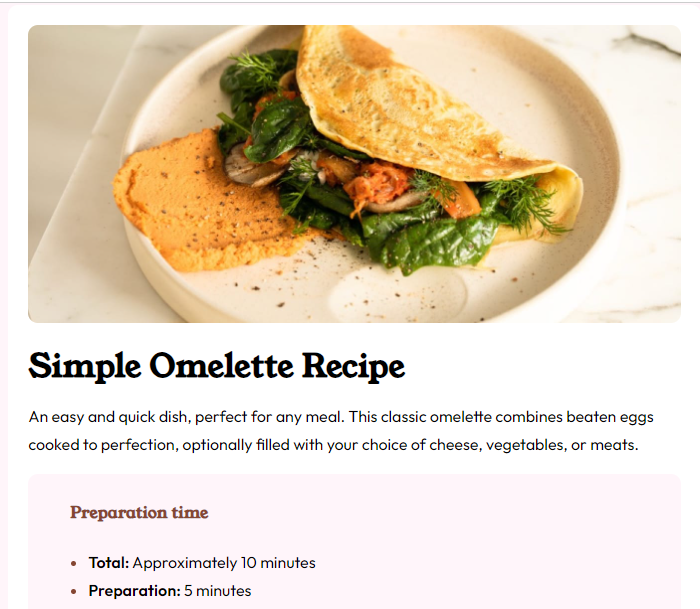 Simple Omelette Recipe
An easy and quick dish, perfect for any meal. This classic omelette combines beaten eggs
cooked to perfection, optionally filled with your choice of cheese, vegetables, or meats.
Preparation time
• Total: Approximately 10 minutes
• Preparation: 5 minutes